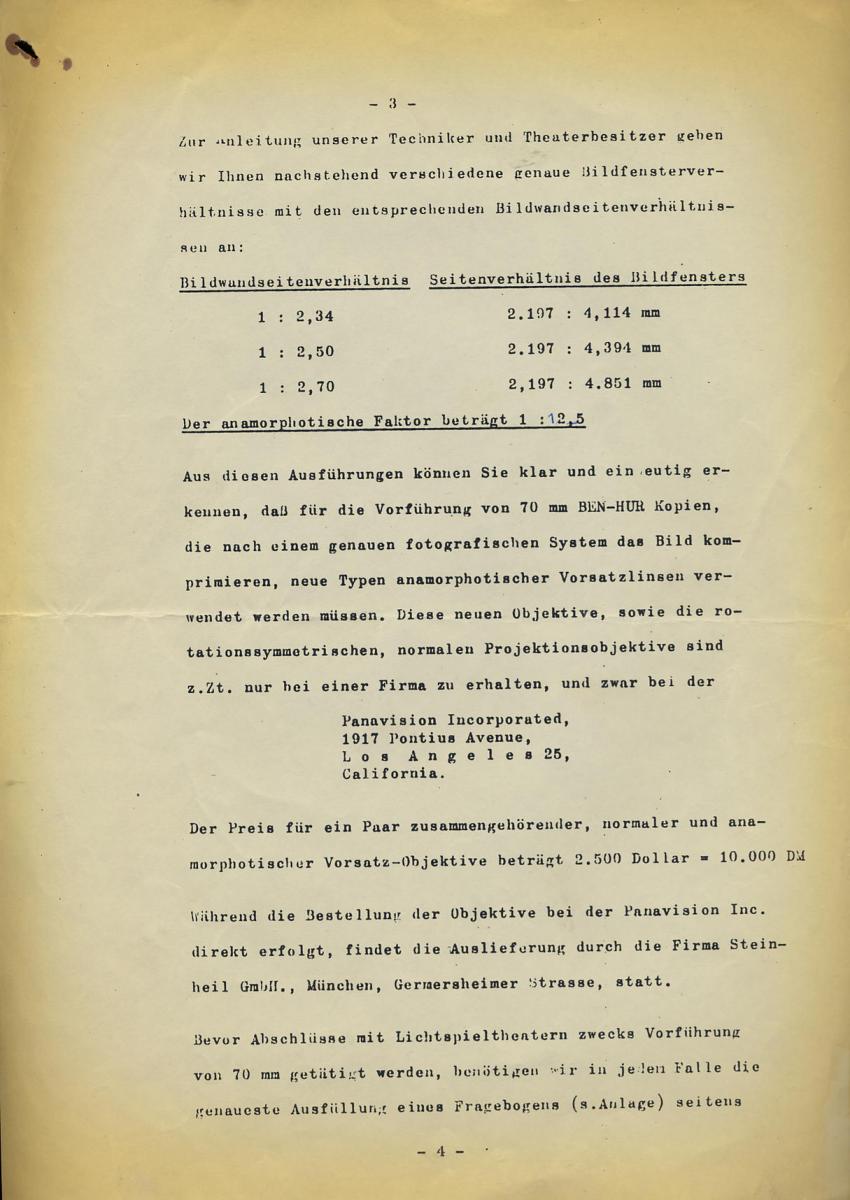 - 3 -
Zur Anleitung unserer Techniker und Theaterbesitzer geben
wir Ihnen nachstehend verschiedene genaue Bildfensterver-
hältnisse mit den entsprechenden Bildwandseitenverhältnis-
sen an:
Bildwandseitenverhältnis Seitenverhältnis des Bildfensters
1 : 2,34 2.197 : 4,114 mm
1 : 2,50 2.197 : 4,394 mm
1 : 2,70 2,197 : 4.851 mm
Der anamorphotische Faktor beträgt 1 :12,5
Aus diesen Ausführungen können Sie klar und eindeutig er-
kennen, daß für die Vorführung von 70 mm BEN-HUR Kopien,
die nach einem genauen fotografischen System das Bild kom-
primieren, neue Typen anamorphotischer Vorsatzlinsen ver-
wendet werden müssen. Diese neuen Objektive, sowie die ro-
tationssymmetrischen, normalen Projektionsobjektive sind
z.Zt. nur bei einer Firma zu erhalten, und zwar bei der
Panavision Incorporated,
1917 Pontius Avenue,
L o s A n g e l e s 25,
California.
Der Preis für ein Paar zusammengehörender, normaler und ana-
morphotischer Vorsatz-Objektive beträgt 2.500 Dollar = 10.000 DM
Während die Bestellung der Objektive bei der Panavision Inc.
direkt erfolgt, findet die Auslieferung durch die Firma Stein-
heil GmbH., München, Germersheimer Strasse, statt.
Bevor Abschlüsse mit Lichtspieltheatern zwecks Vorführung
von 70 mm getätigt werden, benötigen wir in jeden Falle die
genaueste Ausfüllung eines Fragebogens (s.Anlage) seitens
- 4 -